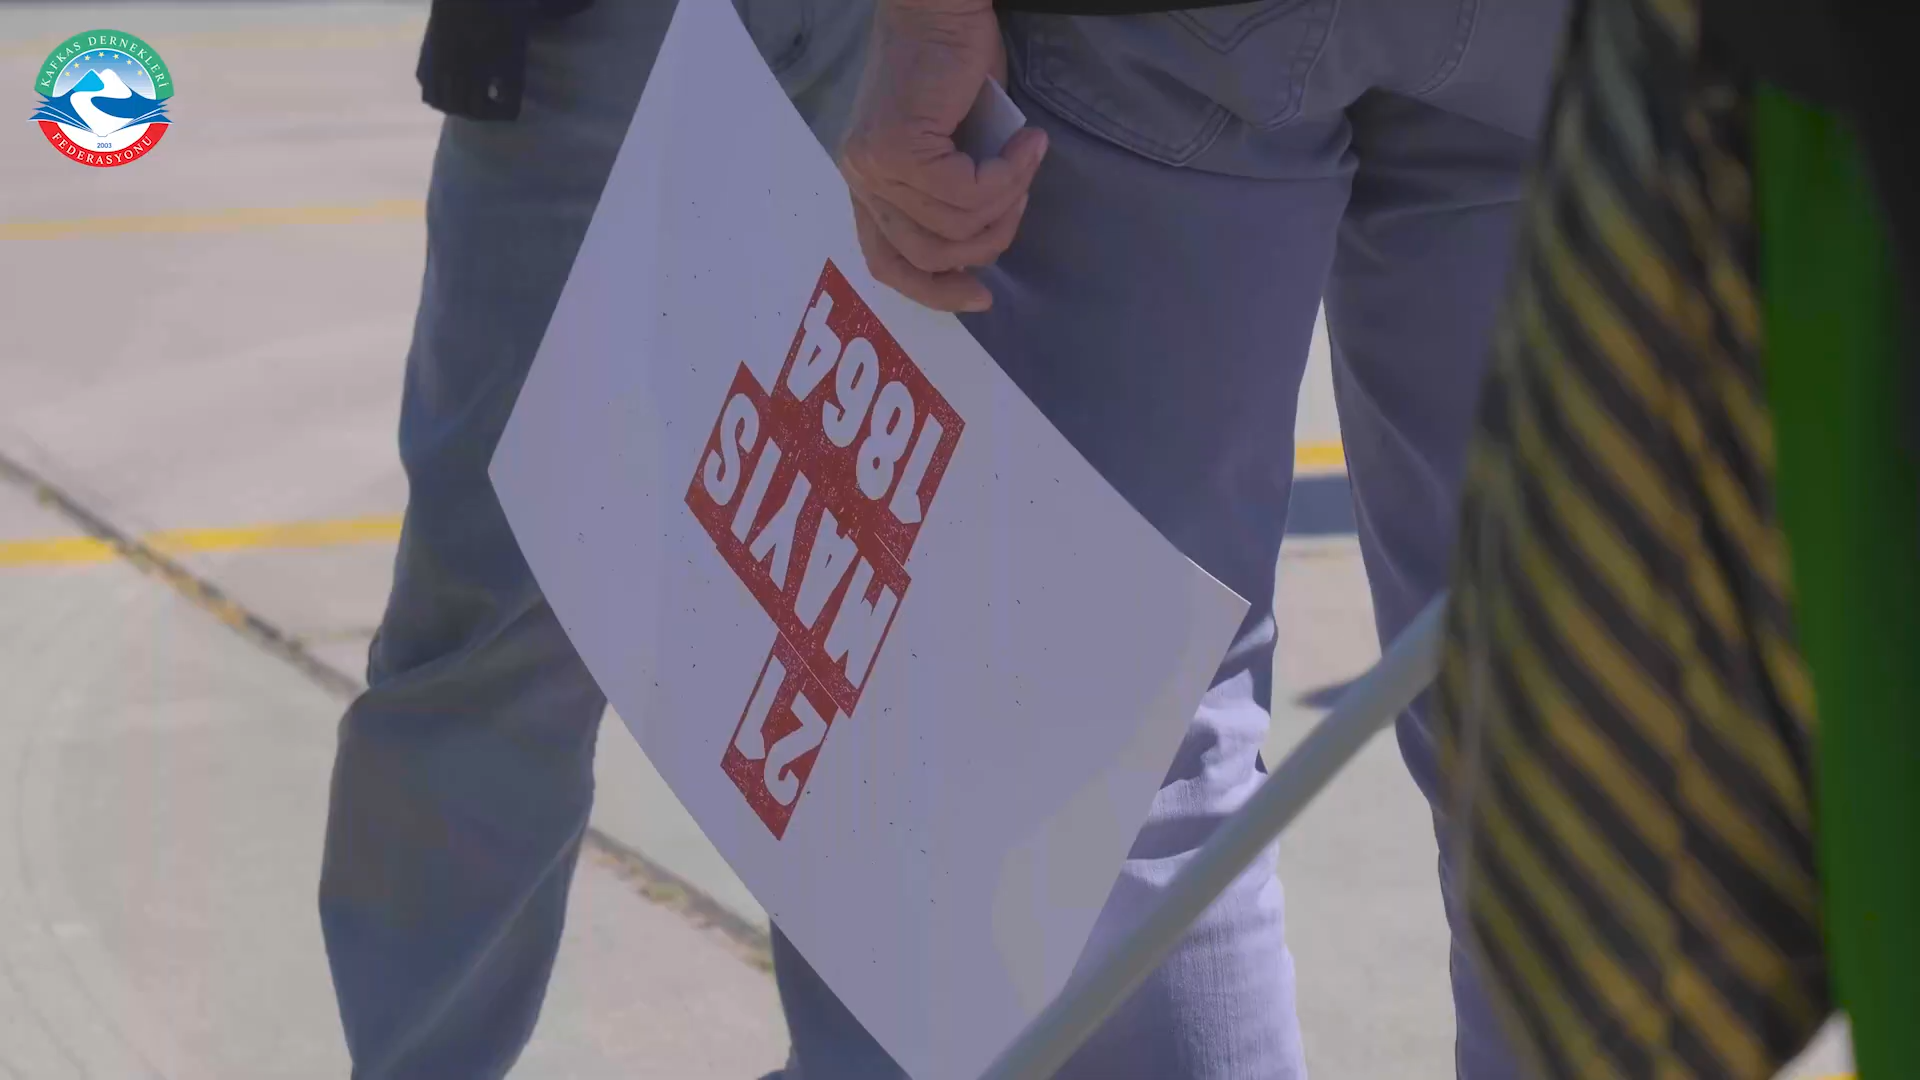 KAFKAS DERNEKLERİ
FEDERASYONU
2003
21
MAYIS
1864